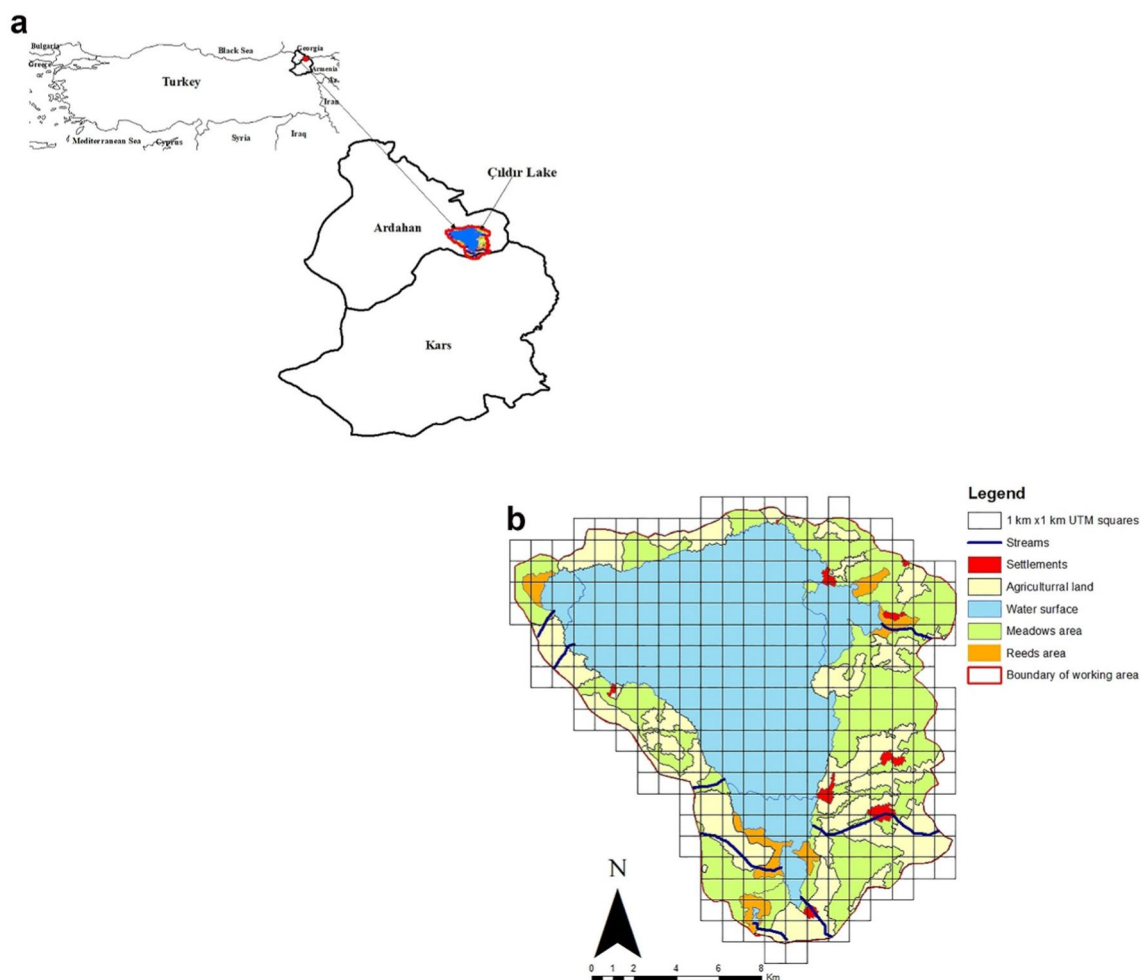 a
Bulgaria
Black Sea
Georgia
Greece
Armenia
Turkey
Az.
Iran
Mediterranean Sea
Cyprus
Syria
Iraq
Çıldır Lake
Ardahan
Kars
b
Legend
1 km x1 km UTM squares
Streams
Settlements
Agriculturral land
Water surface
Meadows area
Reeds area
Boundary of working area
N
0 1 2 4 6 8
Km